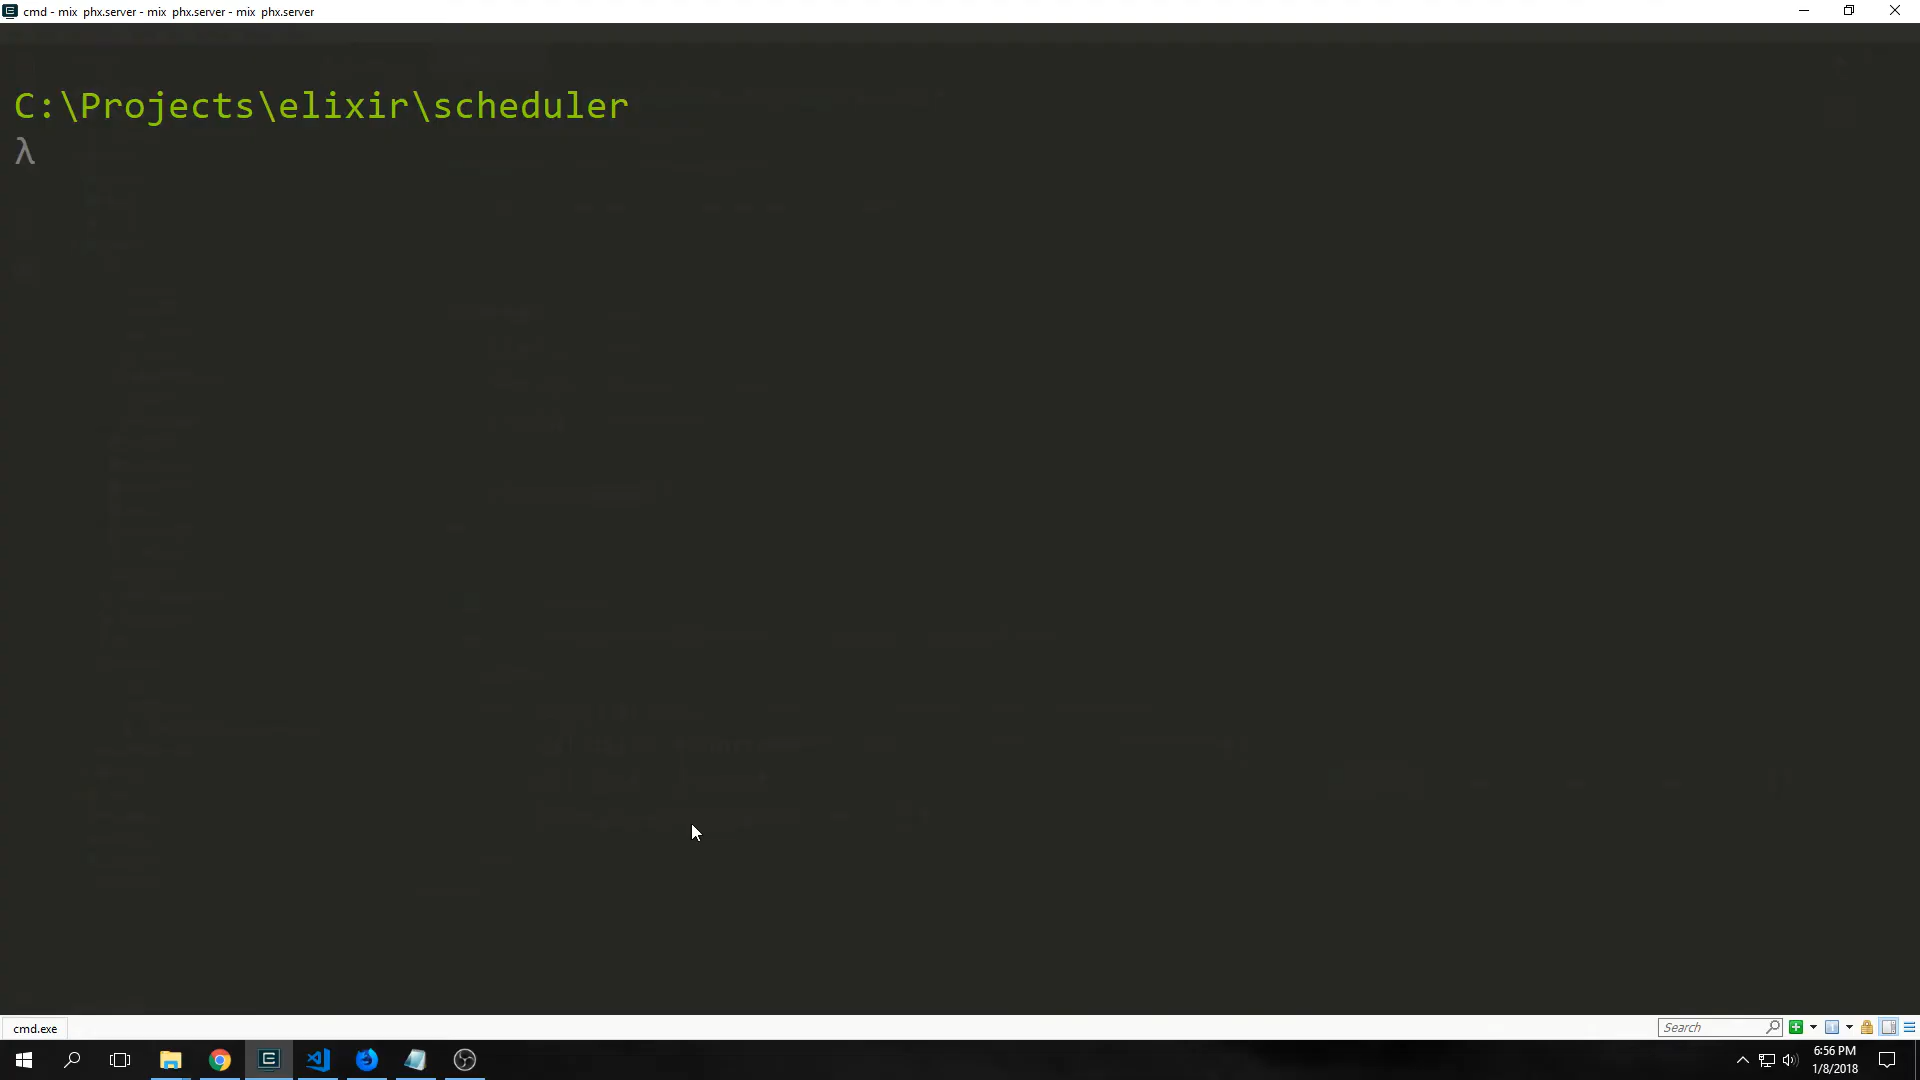 cmd - mix  phx.server - mix  phx.server - mix  phx.server
C:\Projects\elixir\scheduler
λ
cmd.exe
Search
6:56 PM
1/8/2018